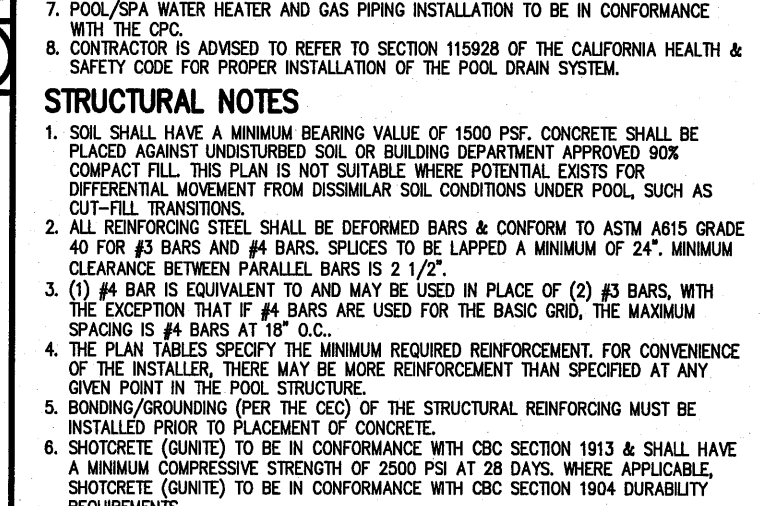 7. POOL/SPA WATER HEATER AND GAS PIPING INSTALLATION TO BE IN CONFORMANCE
WITH THE CPC.
8. CONTRACTOR IS ADVISED TO REFER TO SECTION 115928 OF THE CALIFORNIA HEALTH &
SAFETY CODE FOR PROPER INSTALLATION OF THE POOL DRAIN SYSTEM.
STRUCTURAL NOTES
1. SOIL SHALL HAVE A MINIMUM BEARING VALUE OF 1500 PSF. CONCRETE SHALL BE
PLACED AGAINST UNDISTURBED SOIL OR BUILDING DEPARTMENT APPROVED 90%
COMPACT FILL. THIS PLAN IS NOT SUITABLE WHERE POTENTIAL EXISTS FOR
DIFFERENTIAL MOVEMENT FROM DISSIMILAR SOIL CONDITIONS UNDER POOL, SUCH AS
CUT-FILL TRANSITIONS.
2. ALL REINFORCING STEEL SHALL BE DEFORMED BARS & CONFORM TO ASTM A615 GRADE
40 FOR #3 BARS AND #4 BARS. SPLICES TO BE LAPPED A MINIMUM OF 24". MINIMUM
CLEARANCE BETWEEN PARALLEL BARS IS 2 1/2".
3. (1) #4 BAR IS EQUIVALENT TO AND MAY BE USED IN PLACE OF (2) #3 BARS, WITH
THE EXCEPTION THAT IF #4 BARS ARE USED FOR THE BASIC GRID, THE MAXIMUM
SPACING IS #4 BARS AT 18" O.C..
4. THE PLAN TABLES SPECIFY THE MINIMUM REQUIRED REINFORCEMENT. FOR CONVENIENCE
OF THE INSTALLER, THERE MAY BE MORE REINFORCEMENT THAN SPECIFIED AT ANY
GIVEN POINT IN THE POOL STRUCTURE.
5. BONDING/GROUNDING (PER THE CEC) OF THE STRUCTURAL REINFORCING MUST BE
INSTALLED PRIOR TO PLACEMENT OF CONCRETE.
6. SHOTCRETE (GUNITE) TO BE IN CONFORMANCE WITH CBC SECTION 1913 & SHALL HAVE
A MINIMUM COMPRESSIVE STRENGTH OF 2500 PSI AT 28 DAYS. WHERE APPLICABLE,
SHOTCRETE (GUNITE) TO BE IN CONFORMANCE WITH CBC SECTION 1904 DURABILITY
REQUIREMENTS.